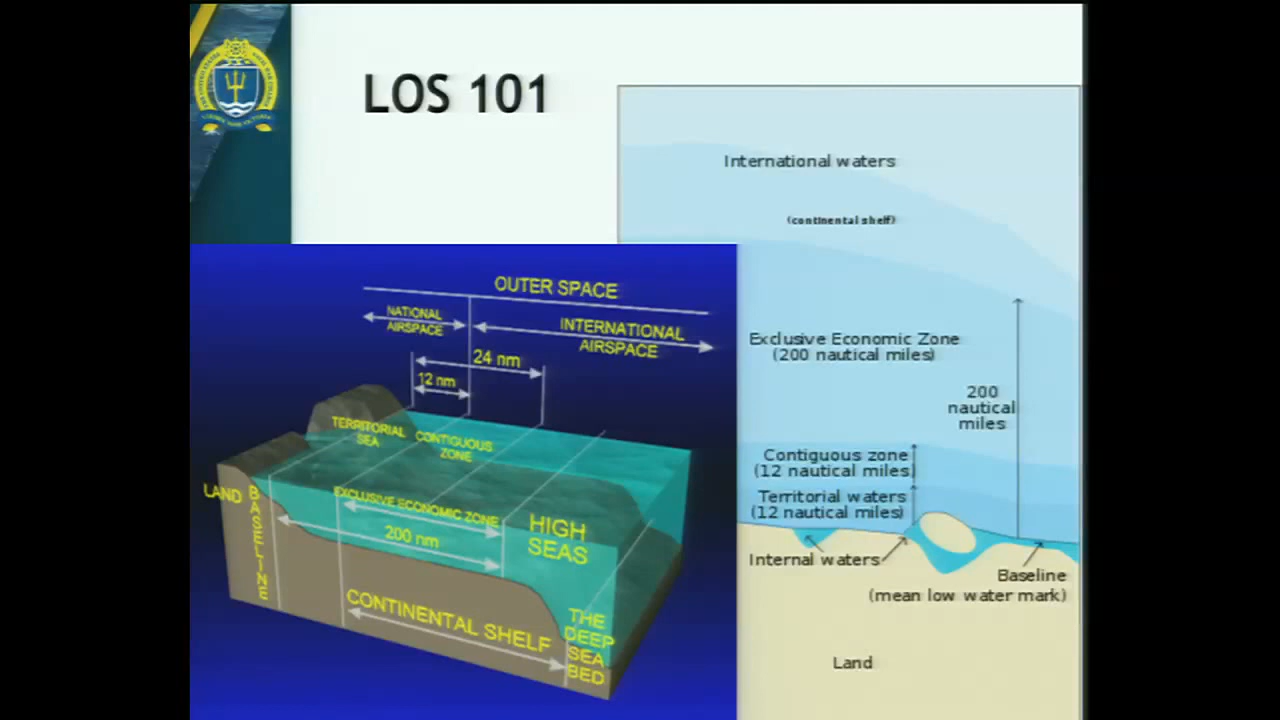 LOS 101
International waters
(continental shelf)
Exclusive Economic Zone
(200 nautical miles)
200
nautical
miles
Contiguous zone
(12 nautical miles)
Territorial waters
(12 nautical miles)
Internal waters
Baseline
(mean low water mark)
Land
OUTER SPACE
NATIONAL
AIRSPACE
INTERNATIONAL
AIRSPACE
24 nm
12 nm
TERRITORIAL
SEA
CONTIGUOUS
ZONE
LAND
BASELINE
EXCLUSIVE ECONOMIC ZONE
200 nm
HIGH
SEAS
CONTINENTAL SHELF
THE
DEEP
SEA
BED